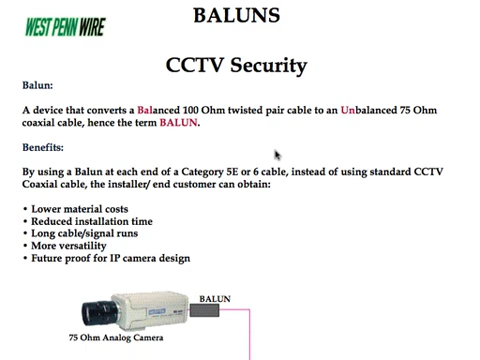 WEST PENN WIRE
BALUNS
CCTV Security
Balun:
A device that converts a Balanced 100 Ohm twisted pair cable to an Unbalanced 75 Ohm
coaxial cable, hence the term BALUN.
Benefits:
By using a Balun at each end of a Category 5E or 6 cable, instead of using standard CCTV
Coaxial cable, the installer/ end customer can obtain:
• Lower material costs
• Reduced installation time
• Long cable/signal runs
• More versatility
• Future proof for IP camera design
BALUN
75 Ohm Analog Camera